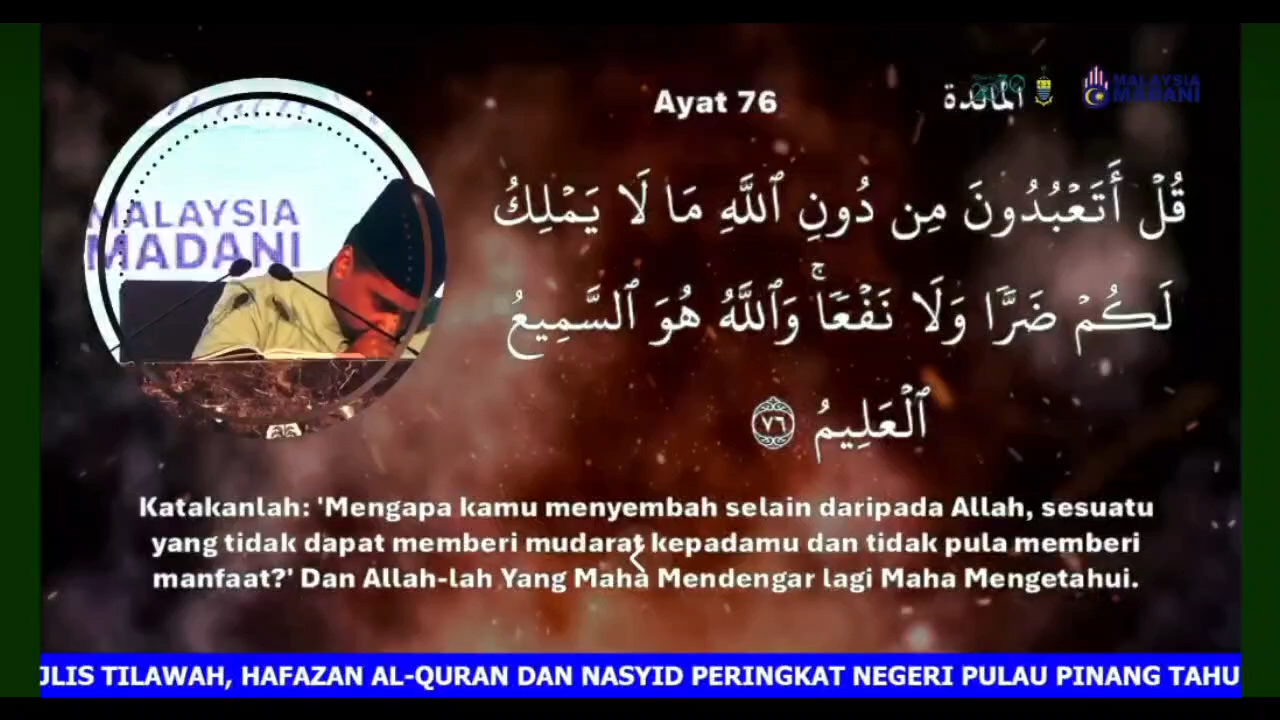 Ayat 76
المائدة
MALAYSIA
MADANI
MALAYSIA
MADANI
قُلْ أَتَعْبُدُونَ مِن دُونِ ٱللَّهِ مَا لَا يَمْلِكُ
لَكُمْ ضَرًّا وَلَا نَفْعًا ۚ وَٱللَّهُ هُوَ ٱلسَّمِيعُ
ٱلْعَلِيمُ ٧٦
Katakanlah: 'Mengapa kamu menyembah selain daripada Allah, sesuatu
yang tidak dapat memberi mudarat kepadamu dan tidak pula memberi
manfaat?' Dan Allah-lah Yang Maha Mendengar lagi Maha Mengetahui.
JLIS TILAWAH, HAFAZAN AL-QURAN DAN NASYID PERINGKAT NEGERI PULAU PINANG TAHU